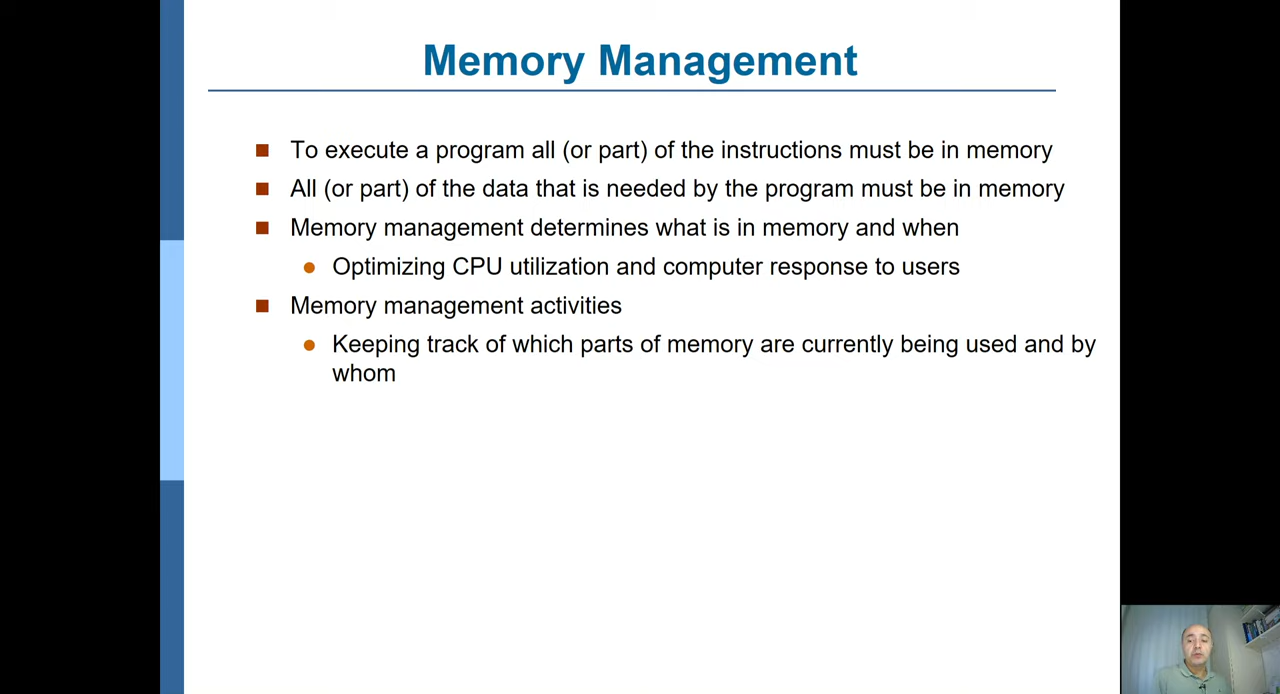 Memory Management
To execute a program all (or part) of the instructions must be in memory
All (or part) of the data that is needed by the program must be in memory
Memory management determines what is in memory and when
Optimizing CPU utilization and computer response to users
Memory management activities
Keeping track of which parts of memory are currently being used and by
whom